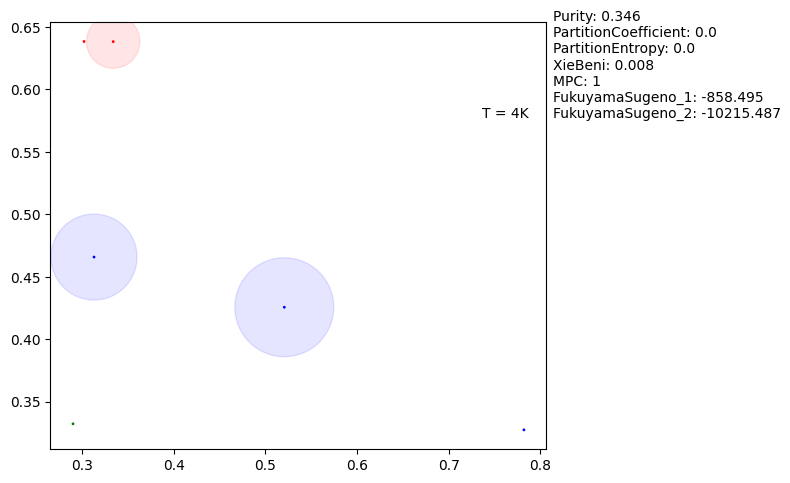 Purity: 0.346
PartitionCoefficient: 0.0
PartitionEntropy: 0.0
XieBeni: 0.008
MPC: 1
FukuyamaSugeno_1: -858.495
FukuyamaSugeno_2: -10215.487
T = 4K
0.65
0.60
0.55
0.50
0.45
0.40
0.35
0.3
0.4
0.5
0.6
0.7
0.8